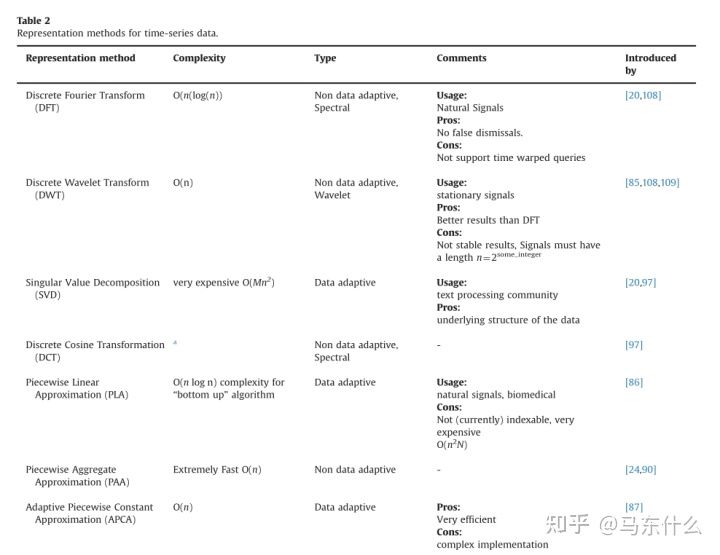 Table 2
Representation methods for time-series data.
Representation method Complexity Type Comments Introduced
by
Discrete Fourier Transform O(n(log(n)) Non data adaptive, Usage: [20,108]
(DFT) Spectral Natural Signals
Pros:
No false dismissals.
Cons:
Not support time warped queries
Discrete Wavelet Transform O(n) Non data adaptive, Usage: [85,108,109]
(DWT) Wavelet stationary signals
Pros:
Better results than DFT
Cons:
Not stable results, Signals must have
a length n=2some_integer
Singular Value Decomposition very expensive O(Mn2) Data adaptive Usage: [20,97]
(SVD) text processing community
Pros:
underlying structure of the data
Discrete Cosine Transformation a Non data adaptive, - [97]
(DCT) Spectral
Piecewise Linear O(n log n) complexity for Data adaptive Usage: [86]
Approximation (PLA) “bottom up” algorithm natural signals, biomedical
Cons:
Not (currently) indexable, very
expensive
O(n2N)
Piecewise Aggregate Extremely Fast O(n) Non data adaptive - [24,90]
Approximation (PAA)
Adaptive Piecewise Constant O(n) Data adaptive Pros: [87]
Approximation (APCA) Very efficient
Cons:
complex implementation
知乎 @马东什么